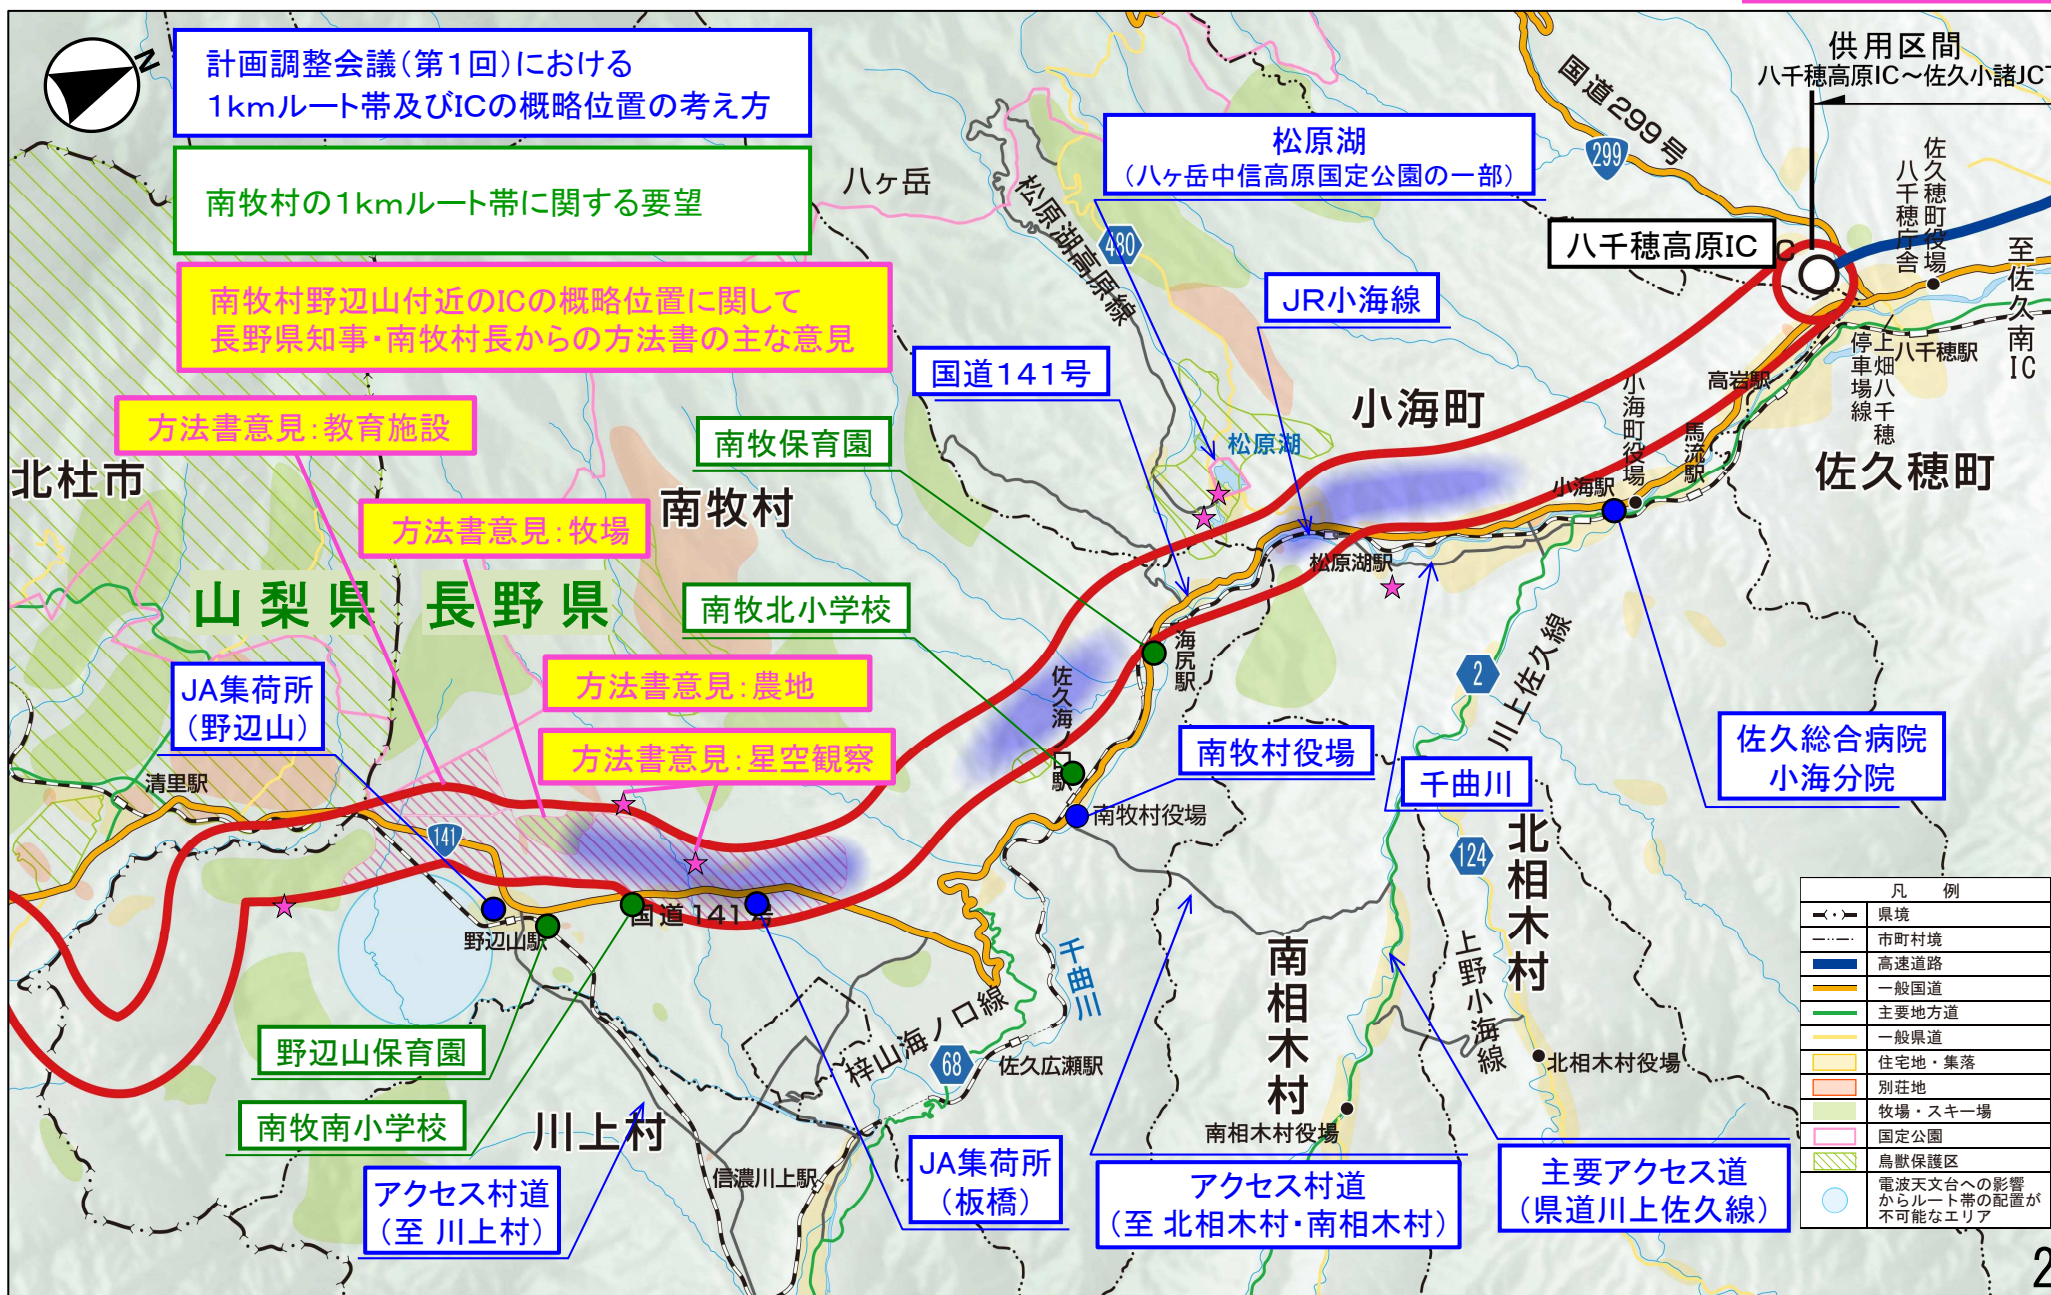 計画調整会議(第1回)における
1kmルート帯及びICの概略位置の考え方
南牧村の1kmルート帯に関する要望
南牧村野辺山付近のICの概略位置に関して
長野県知事・南牧村長からの方法書の主な意見
N
供用区間
八千穂高原IC～佐久小諸JCT
国道299号
299
松原湖
(八ヶ岳中信高原国定公園の一部)
八ヶ岳
松原湖高原線
480
八千穂高原IC
佐久穂町役場
八千穂庁舎
至佐久南IC
JR小海線
国道141号
小海町
八千穂駅
上畑八千穂
停車場線
高岩駅
小海町役場
馬流駅
佐久穂町
方法書意見:教育施設
南牧保育園
松原湖
北杜市
方法書意見:牧場
南牧村
小海駅
松原湖駅
山梨県
長野県
南牧北小学校
海尻駅
佐久海ノ口駅
川上佐久線
2
方法書意見:農地
JA集荷所
(野辺山)
方法書意見:星空観察
南牧村役場
佐久総合病院
小海分院
千曲川
清里駅
141
南牧村役場
124
北相木村
国道141号
野辺山駅
千曲川
南相木村
上野小海線
野辺山保育園
梓山海ノ口線
68
佐久広瀬駅
北相木村役場
南牧南小学校
川上村
南相木村役場
信濃川上駅
アクセス村道
(至 川上村)
JA集荷所
(板橋)
アクセス村道
(至 北相木村・南相木村)
主要アクセス道
(県道川上佐久線)
凡 例
県境
市町村境
高速道路
一般国道
主要地方道
一般県道
住宅地・集落
別荘地
牧場・スキー場
国定公園
鳥獣保護区
電波天文台への影響
からルート帯の配置が
不可能なエリア
2